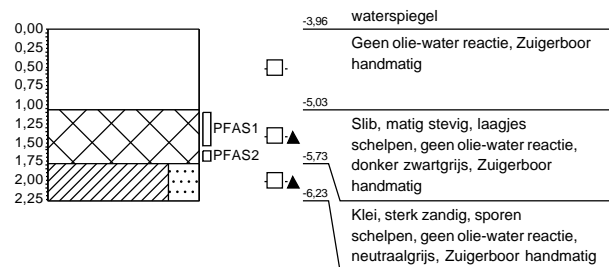 0,00
0,25
0,50
0,75
1,00
1,25
1,50
1,75
2,00
2,25
PFAS1
PFAS2
-3,96
waterspiegel
Geen olie-water reactie, Zuigerboor
handmatig
-5,03
Slib, matig stevig, laagjes
schelpen, geen olie-water reactie,
donker zwartgrijs, Zuigerboor
handmatig
-5,73
-6,23
Klei, sterk zandig, sporen
schelpen, geen olie-water reactie,
neutraalgrijs, Zuigerboor handmatig